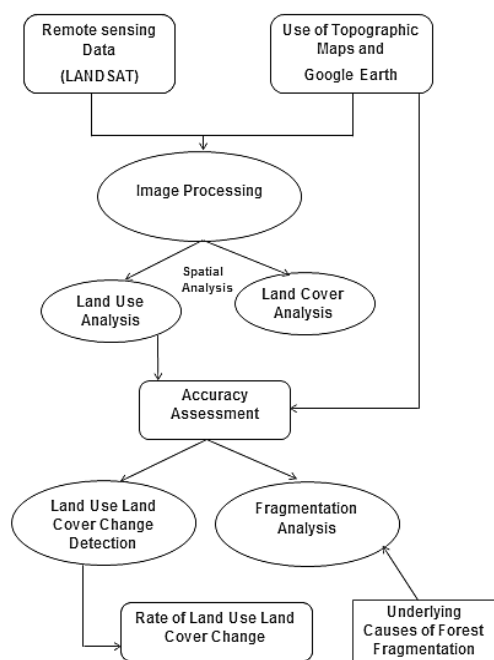 Remote sensing
Data
(LANDSAT)
Use of Topographic
Maps and
Google Earth
Image Processing
Spatial
Analysis
Land Use
Analysis
Land Cover
Analysis
Accuracy
Assessment
Land Use Land
Cover Change
Detection
Fragmentation
Analysis
Rate of Land Use Land
Cover Change
Underlying
Causes of Forest
Fragmentation